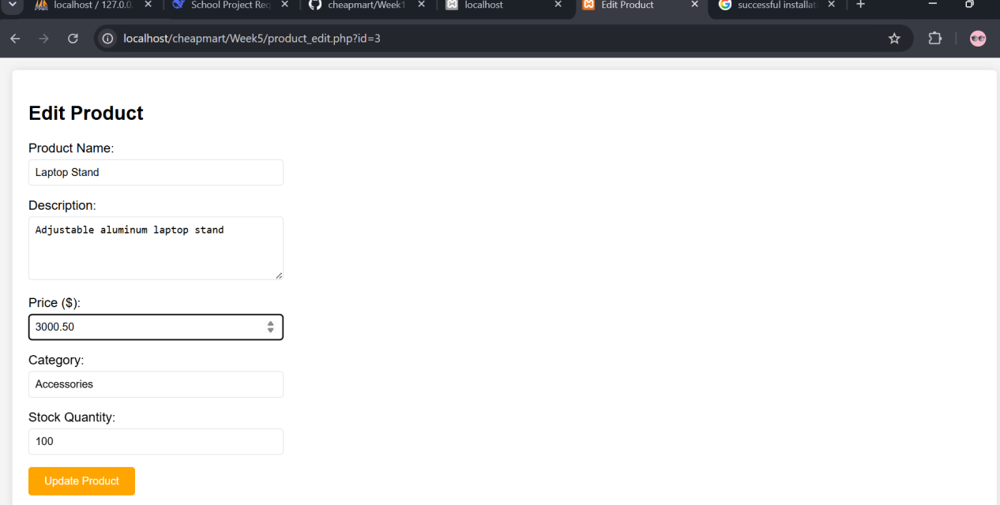 localhost / 127.0.0.
School Project Req
cheapmart/Week1
localhost
Edit Product
successful installat
localhost/cheapmart/Week5/product_edit.php?id=3
Edit Product
Product Name:
Laptop Stand
Description:
Adjustable aluminum laptop stand
Price ($):
3000.50
Category:
Accessories
Stock Quantity:
100
Update Product